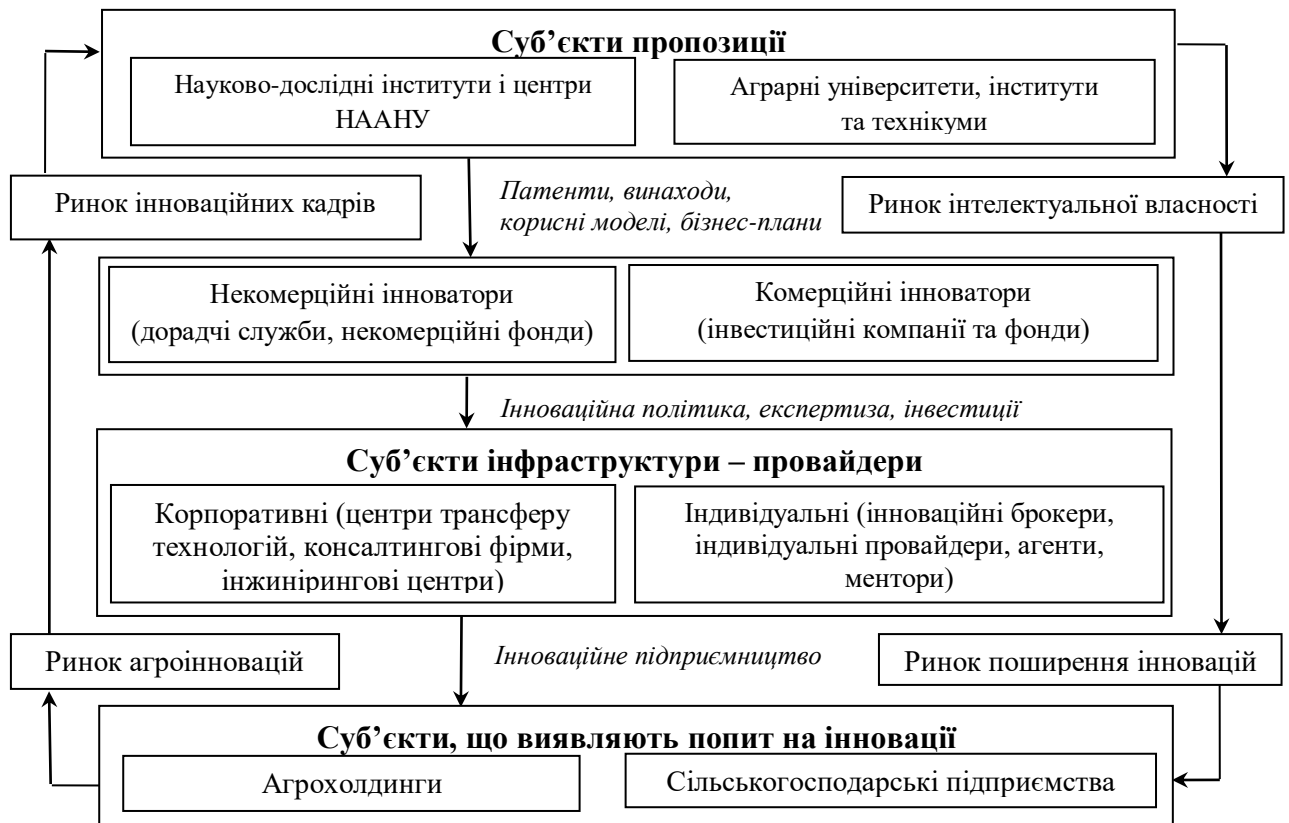 Суб’єкти пропозиції
Науково-дослідні інститути і центри
НААНУ
Аграрні університети, інститути
та технікуми
Ринок інноваційних кадрів
Патенти, винаходи,
корисні моделі, бізнес-плани
Ринок інтелектуальної власності
Некомерційні інноватори
(дорадчі служби, некомерційні фонди)
Комерційні інноватори
(інвестиційні компанії та фонди)
Інноваційна політика, експертиза, інвестиції
Суб’єкти інфраструктури – провайдери
Корпоративні (центри трансферу
технологій, консалтингові фірми,
інжинірингові центри)
Індивідуальні (інноваційні брокери,
індивідуальні провайдери, агенти,
ментори)
Ринок агроінновацій
Інноваційне підприємництво
Ринок поширення інновацій
Суб’єкти, що виявляють попит на інновації
Агрохолдинги
Сільськогосподарські підприємства